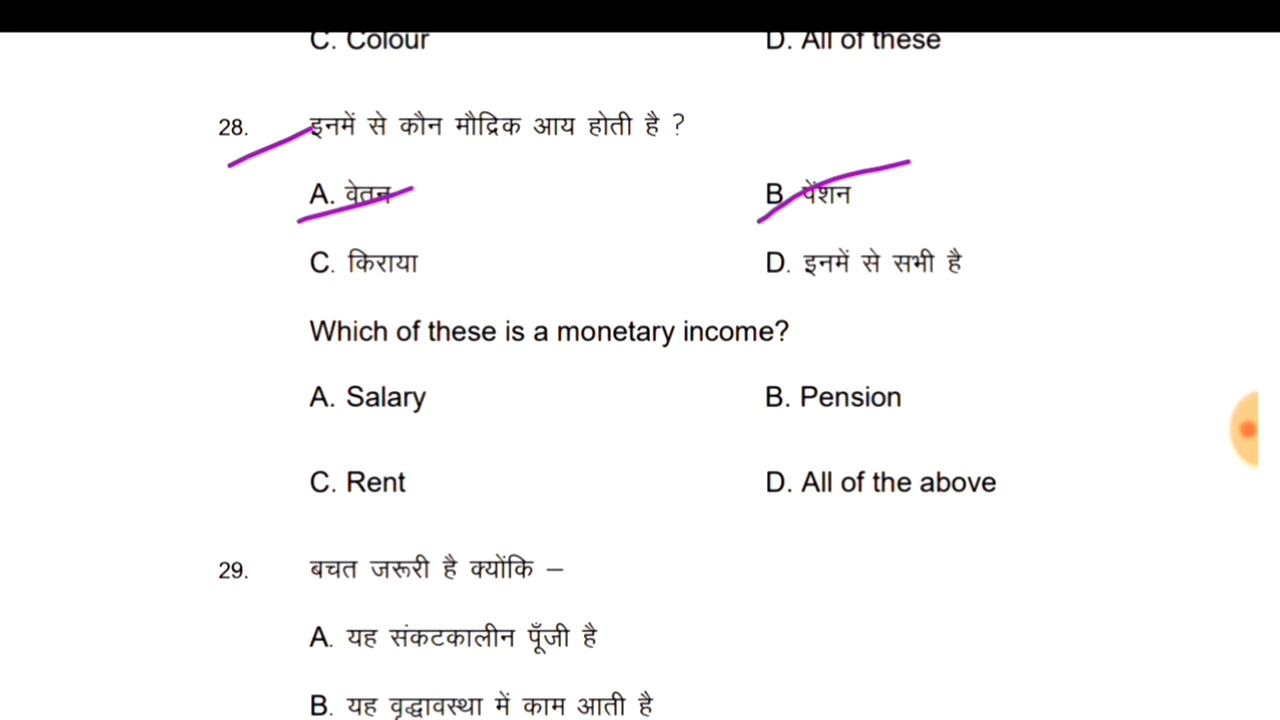 C. Colour D. All of these
28. इनमें से कौन मौद्रिक आय होती है ?
A. वेतन B. पेंशन
C. किराया D. इनमें से सभी है
Which of these is a monetary income?
A. Salary B. Pension
C. Rent D. All of the above
29. बचत जरूरी है क्योंकि –
A. यह संकटकालीन पूँजी है
B. यह वृद्धावस्था में काम आती है